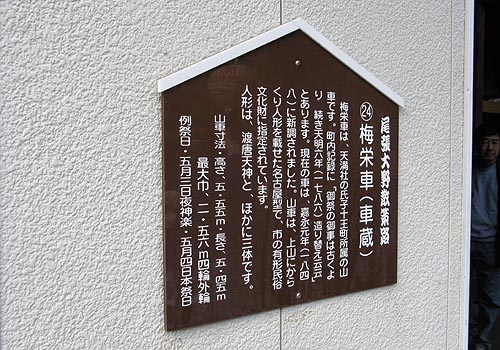 尾張大野散策路
㉔梅栄車(車蔵)
梅栄車は、天満社の氏子十王町所属の山
車です。町内記録に「御祭の御事は古くよ
り、続き天明六年(一七八六)造り替え云云」
とあります。現在の車は、嘉永元年(一八四
八)に新調されました。山車は、上山にから
くり人形を載せた名古屋型で、市の有形民俗
文化財に指定されています。
人形は、渡唐天神と、ほかに三体です。
山車寸法・高さ、五・五五m・長さ、五・四五m
最大巾、二・五六m四輪外輪
例祭日・五月三日夜神楽・五月四日本祭日